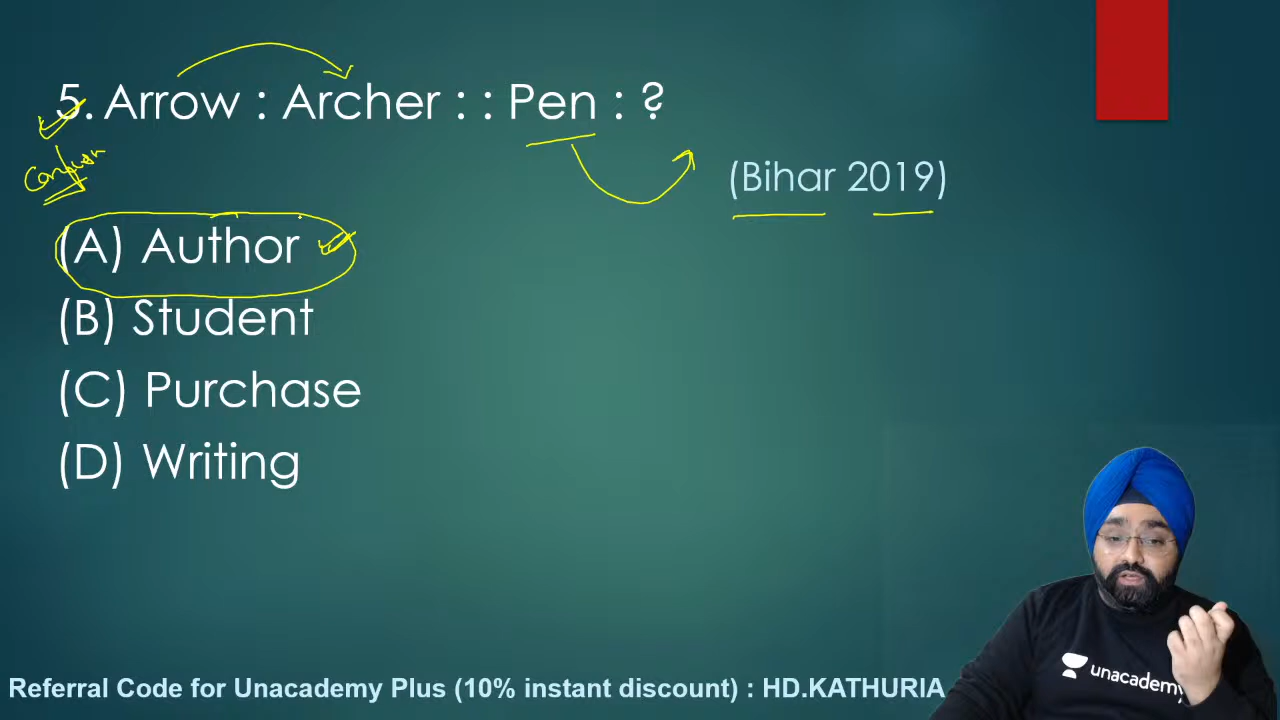 5. Arrow : Archer : : Pen : ?
(Bihar 2019)
(A) Author
(B) Student
(C) Purchase
(D) Writing
unacademy
Referral Code for Unacademy Plus (10% instant discount) : HD.KATHURIA